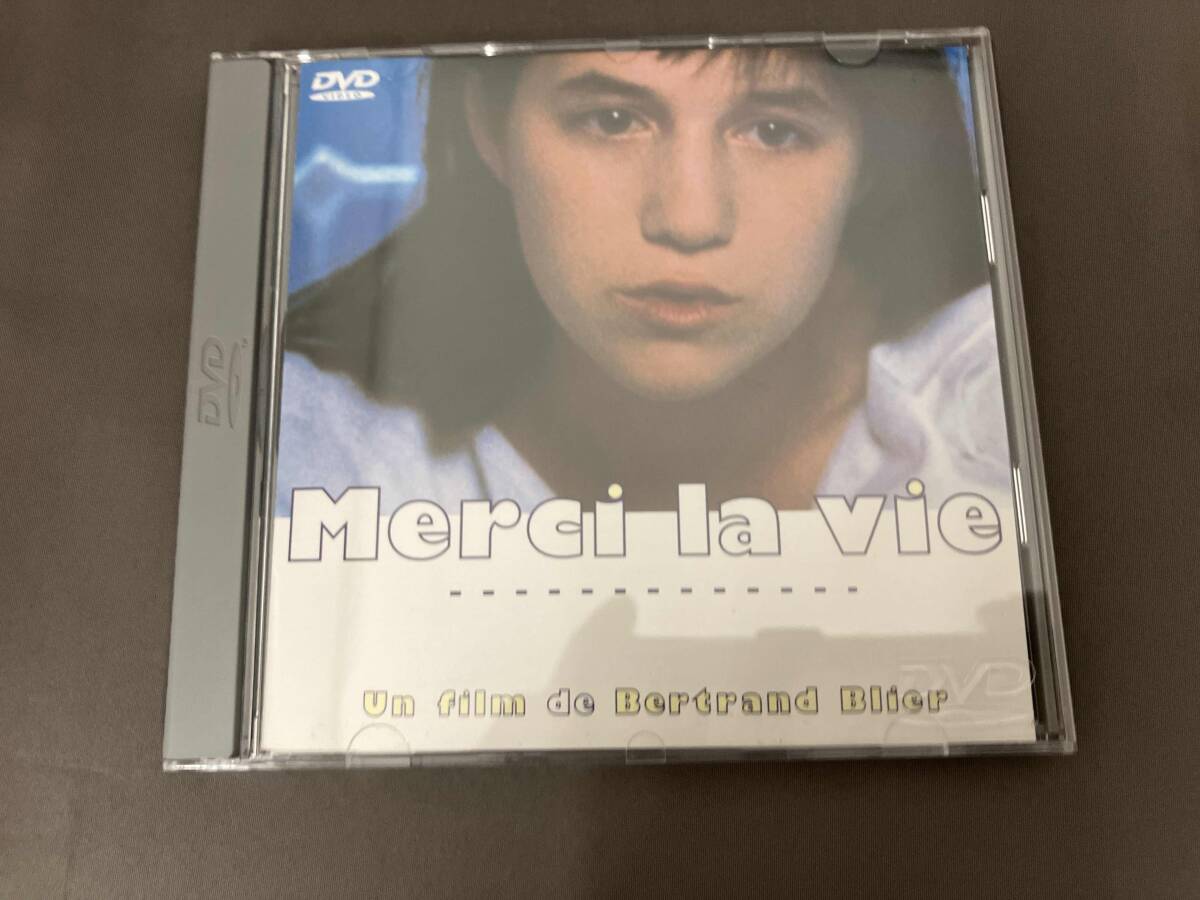 DVD
VIDEO
DVD
Merci la vie
-------------
Un film de Bertrand Blier
DVD